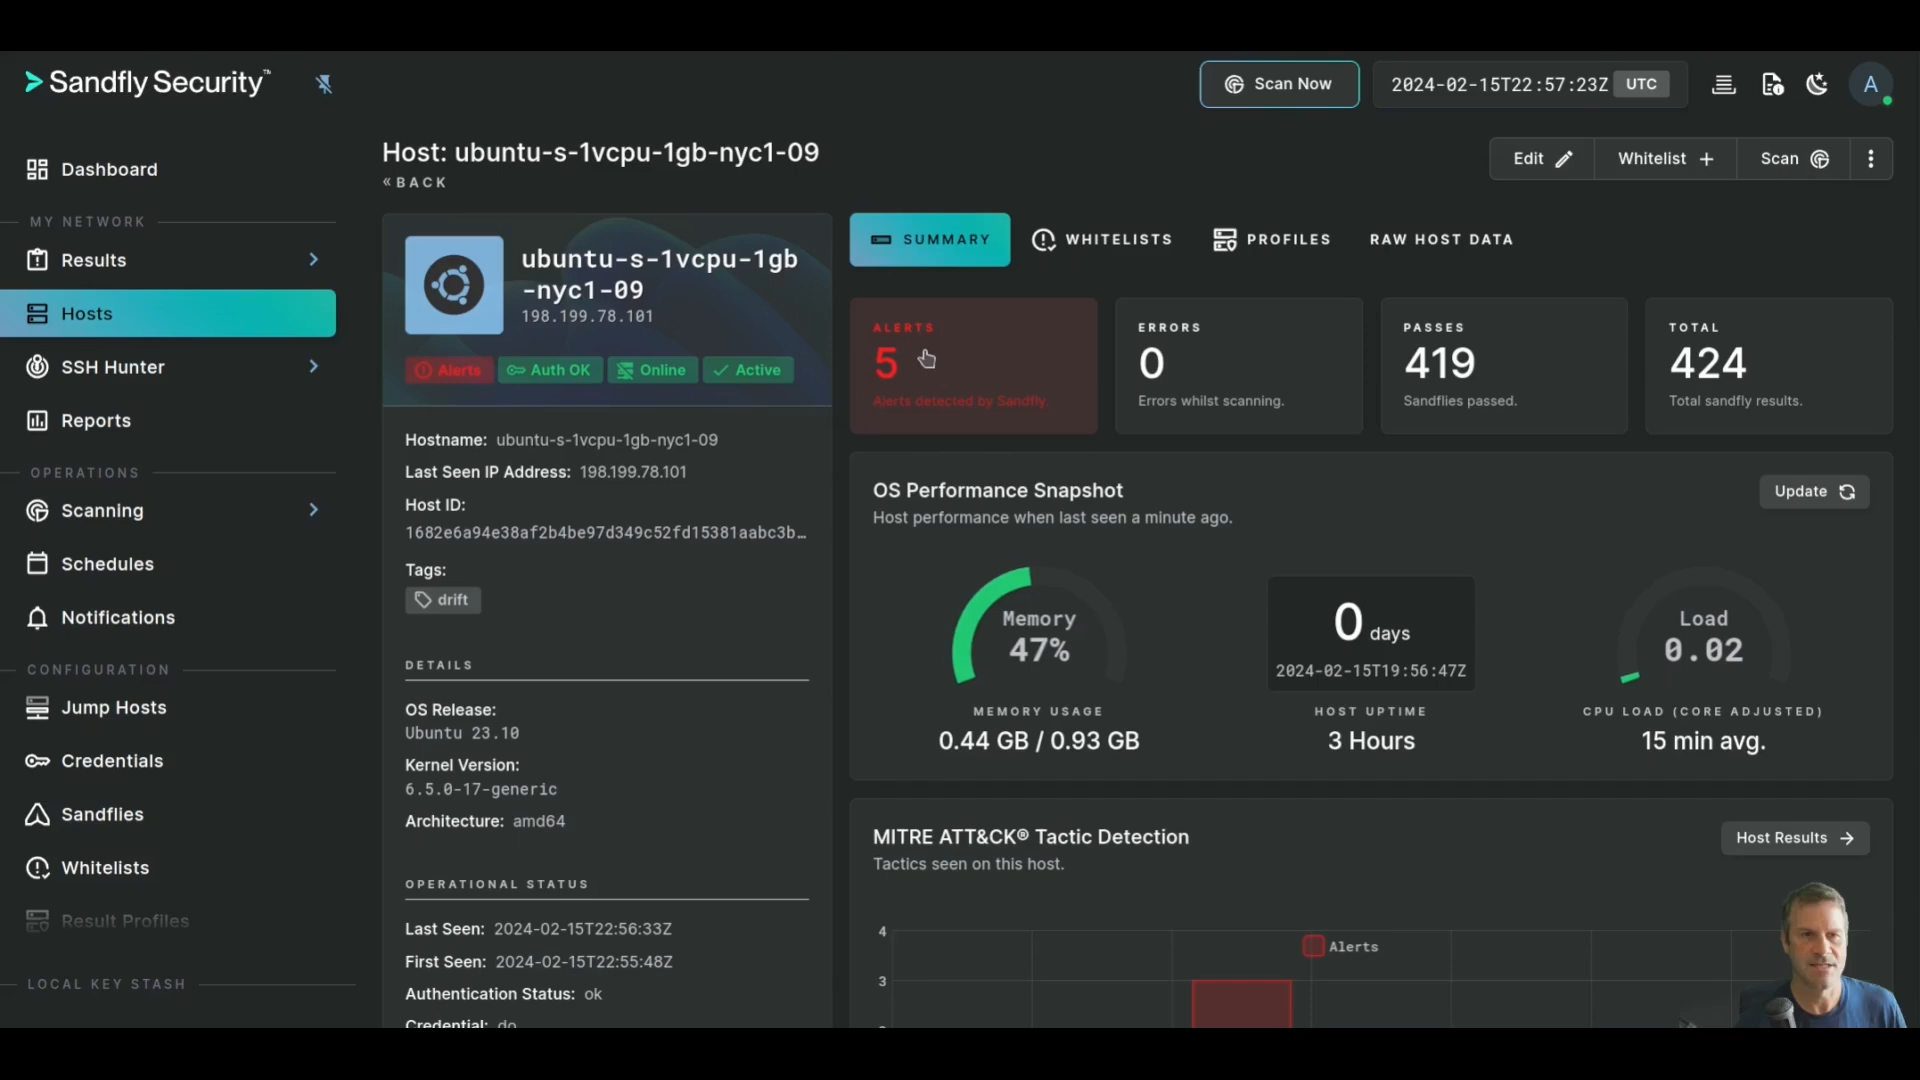 Sandfly Security™
Scan Now
2024-02-15T22:57:23Z UTC
A
Dashboard
MY NETWORK
Results
Hosts
SSH Hunter
Reports
OPERATIONS
Scanning
Schedules
Notifications
CONFIGURATION
Jump Hosts
Credentials
Sandflies
Whitelists
Result Profiles
LOCAL KEY STASH
Host: ubuntu-s-1vcpu-1gb-nyc1-09
«BACK
Edit
Whitelist +
Scan
ubuntu-s-1vcpu-1gb
-nyc1-09
198.199.78.101
Alerts
Auth OK
Online
Active
Hostname: ubuntu-s-1vcpu-1gb-nyc1-09
Last Seen IP Address: 198.199.78.101
Host ID:
1682e6a94e38af2b4be97d349c52fd15381aabc3b…
Tags:
drift
DETAILS
OS Release:
Ubuntu 23.10
Kernel Version:
6.5.0-17-generic
Architecture: amd64
OPERATIONAL STATUS
Last Seen: 2024-02-15T22:56:33Z
First Seen: 2024-02-15T22:55:48Z
Authentication Status: ok
Credential: do
SUMMARY
WHITELISTS
PROFILES
RAW HOST DATA
ALERTS
5
Alerts detected by Sandfly.
ERRORS
0
Errors whilst scanning.
PASSES
419
Sandflies passed.
TOTAL
424
Total sandfly results.
OS Performance Snapshot
Host performance when last seen a minute ago.
Update
Memory
47%
MEMORY USAGE
0.44 GB / 0.93 GB
0 days
2024-02-15T19:56:47Z
HOST UPTIME
3 Hours
Load
0.02
CPU LOAD (CORE ADJUSTED)
15 min avg.
MITRE ATT&CK® Tactic Detection
Tactics seen on this host.
Host Results
Alerts
4
3